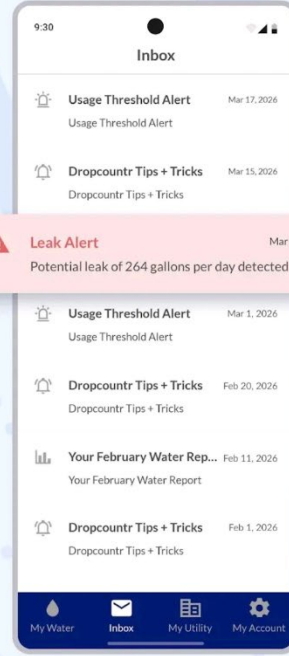 9:30
Inbox
Usage Threshold Alert Mar 17, 2026
Usage Threshold Alert
Dropcountr Tips + Tricks Mar 15, 2026
Dropcountr Tips + Tricks
Leak Alert Mar
Potential leak of 264 gallons per day detected
Usage Threshold Alert Mar 1, 2026
Usage Threshold Alert
Dropcountr Tips + Tricks Feb 20, 2026
Dropcountr Tips + Tricks
Your February Water Rep... Feb 11, 2026
Your February Water Report
Dropcountr Tips + Tricks Feb 1, 2026
Dropcountr Tips + Tricks
My Water Inbox My Utility My Account